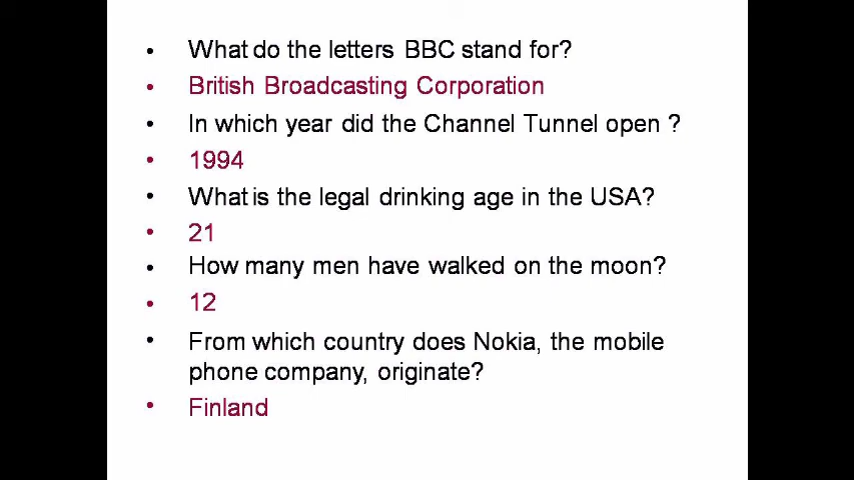 • What do the letters BBC stand for?
• British Broadcasting Corporation
• In which year did the Channel Tunnel open ?
• 1994
• What is the legal drinking age in the USA?
• 21
• How many men have walked on the moon?
• 12
• From which country does Nokia, the mobile
phone company, originate?
• Finland